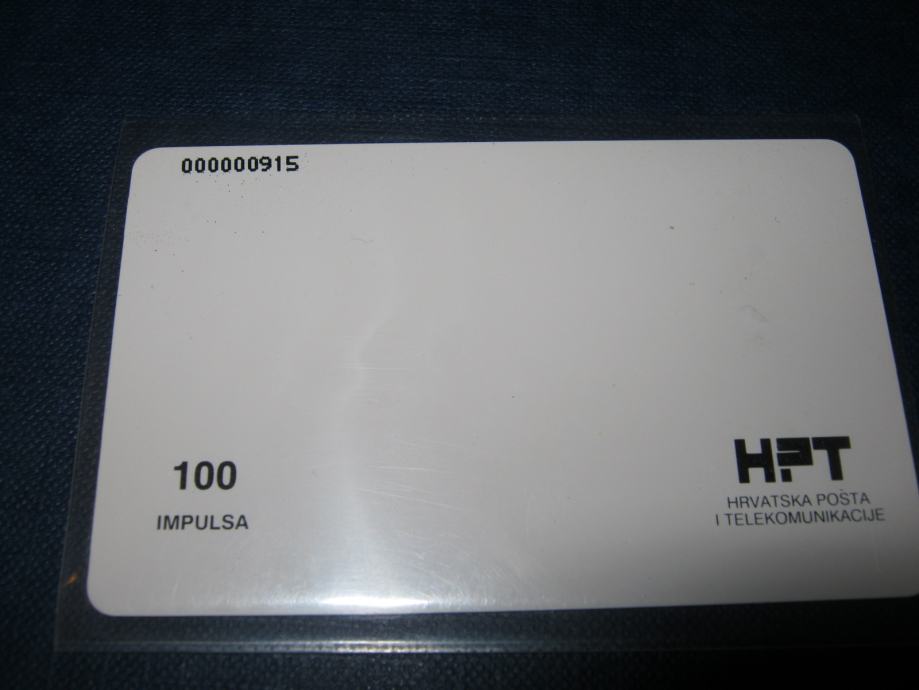 000000915
100
IMPULSA
HPT
HRVATSKA POŠTA
I TELEKOMUNIKACIJE